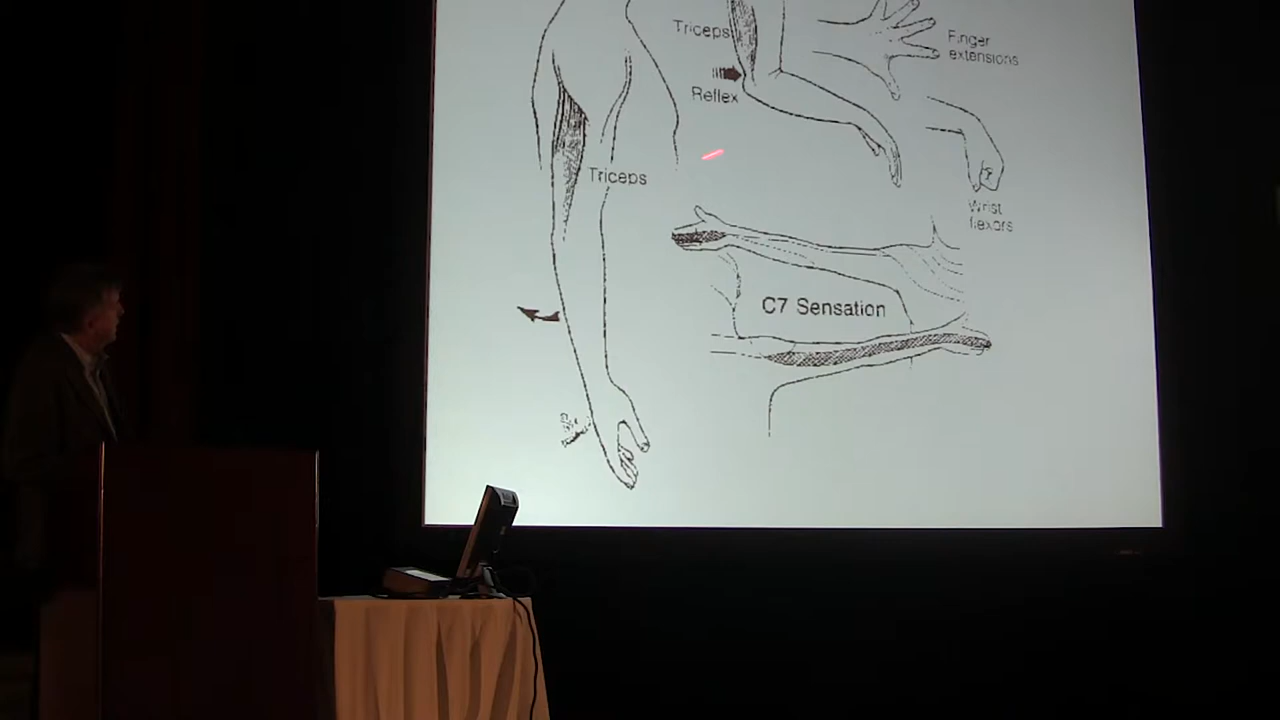 Triceps
Finger
extensions
Reflex
Triceps
Wrist
flexors
C7 Sensation